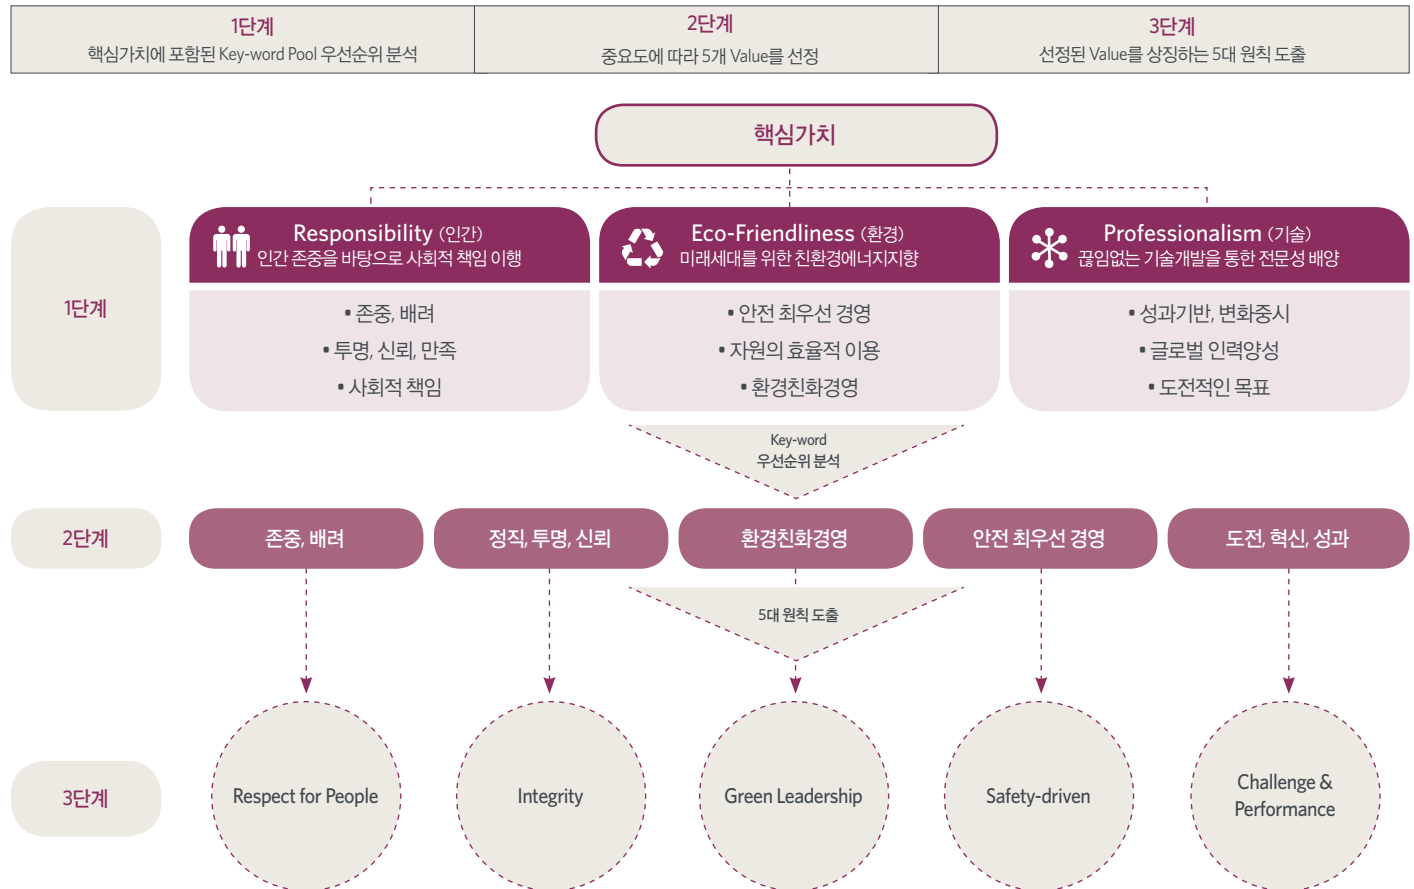 1단계
핵심가치에 포함된 Key-word Pool 우선순위 분석
2단계
중요도에 따라 5개 Value를 선정
3단계
선정된 Value를 상징하는 5대 원칙 도출
핵심가치
1단계
Responsibility (인간)
인간 존중을 바탕으로 사회적 책임 이행
• 존중, 배려
• 투명, 신뢰, 만족
• 사회적 책임
Eco-Friendliness (환경)
미래세대를 위한 친환경에너지지향
• 안전 최우선 경영
• 자원의 효율적 이용
• 환경친화경영
Professionalism (기술)
끊임없는 기술개발을 통한 전문성 배양
• 성과기반, 변화중시
• 글로벌 인력양성
• 도전적인 목표
Key-word
우선순위 분석
2단계
존중, 배려
정직, 투명, 신뢰
환경친화경영
안전 최우선 경영
도전, 혁신, 성과
5대 원칙 도출
3단계
Respect for People
Integrity
Green Leadership
Safety-driven
Challenge &
Performance